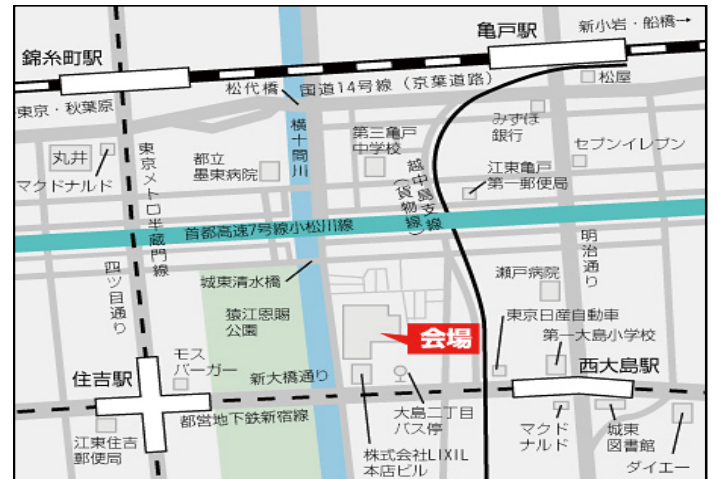 新小岩・船橋→
亀戸駅
錦糸町駅
松屋
松代橋
国道14号線（京葉道路）
東京・秋葉原
みずほ
銀行
横十間川
第三亀戸
中学校
セブンイレブン
丸井
マクドナルド
東京メトロ半蔵門線
都立
墨東病院
越中島支線
（貨物線）
江東亀戸
第一郵便局
首都高速7号線小松川線
明治通り
四ツ目通り
城東清水橋
瀬戸病院
猿江恩賜
公園
東京日産自動車
会場
第一大島小学校
モス
バーガー
西大島駅
住吉駅
新大橋通り
都営地下鉄新宿線
大島二丁目
バス停
マクド
ナルド
城東
図書館
江東住吉
郵便局
株式会社LIXIL
本店ビル
ダイエー